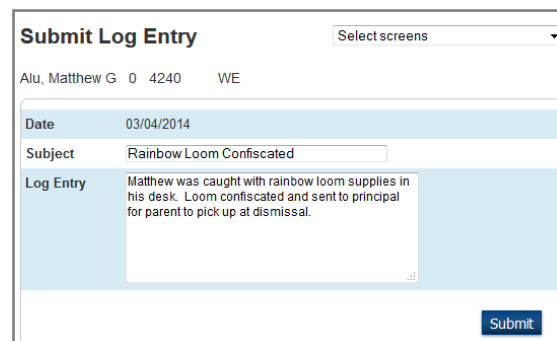 Submit Log Entry Select screens
Alu, Matthew G 0 4240 WE
Date 03/04/2014
Subject Rainbow Loom Confiscated
Log Entry Matthew was caught with rainbow loom supplies in
his desk. Loom confiscated and sent to principal
for parent to pick up at dismissal.
Submit